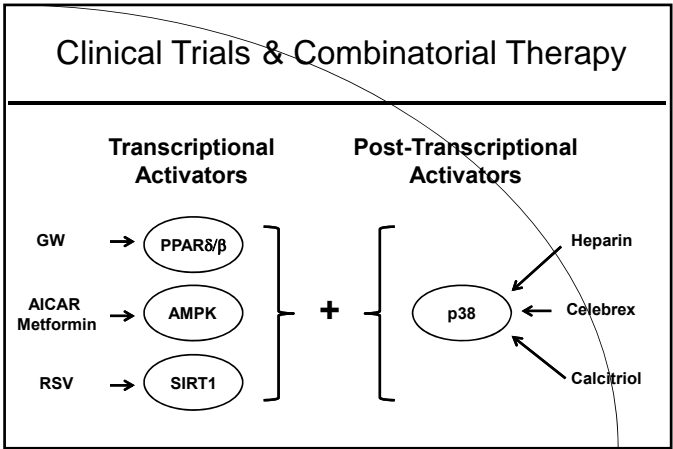 Clinical Trials & Combinatorial Therapy
Transcriptional
Activators
GW
PPARδ/β
AICAR
Metformin
AMPK
RSV
SIRT1
+
Post-Transcriptional
Activators
p38
Heparin
Celebrex
Calcitriol